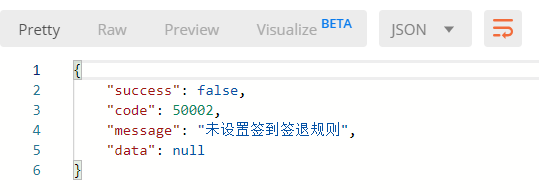 Pretty Raw Preview Visualize BETA JSON
1 {
2 "success": false,
3 "code": 50002,
4 "message": "未设置签到签退规则",
5 "data": null
6 }